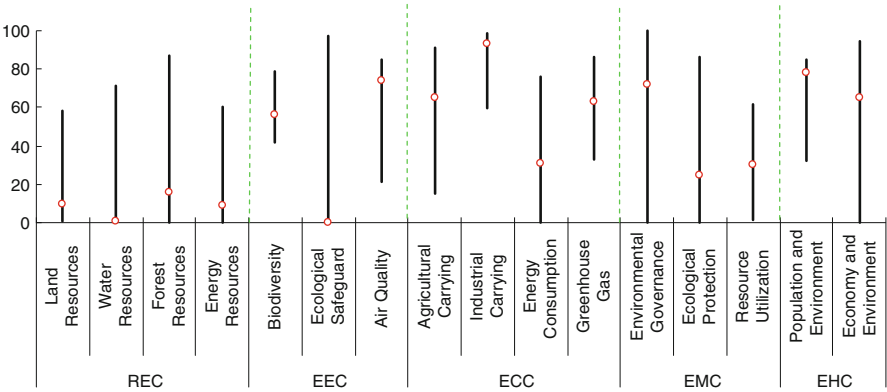 100
80
60
40
20
0
Land
Resources
Water
Resources
Forest
Resources
Energy
Resources
Biodiversity
Ecological
Safeguard
Air Quality
Agricultural
Carrying
Industrial
Carrying
Energy
Consumption
Greenhouse
Gas
Environmental
Governance
Ecological
Protection
Resource
Utilization
Population and
Environment
Economy and
Environment
REC
EEC
ECC
EMC
EHC